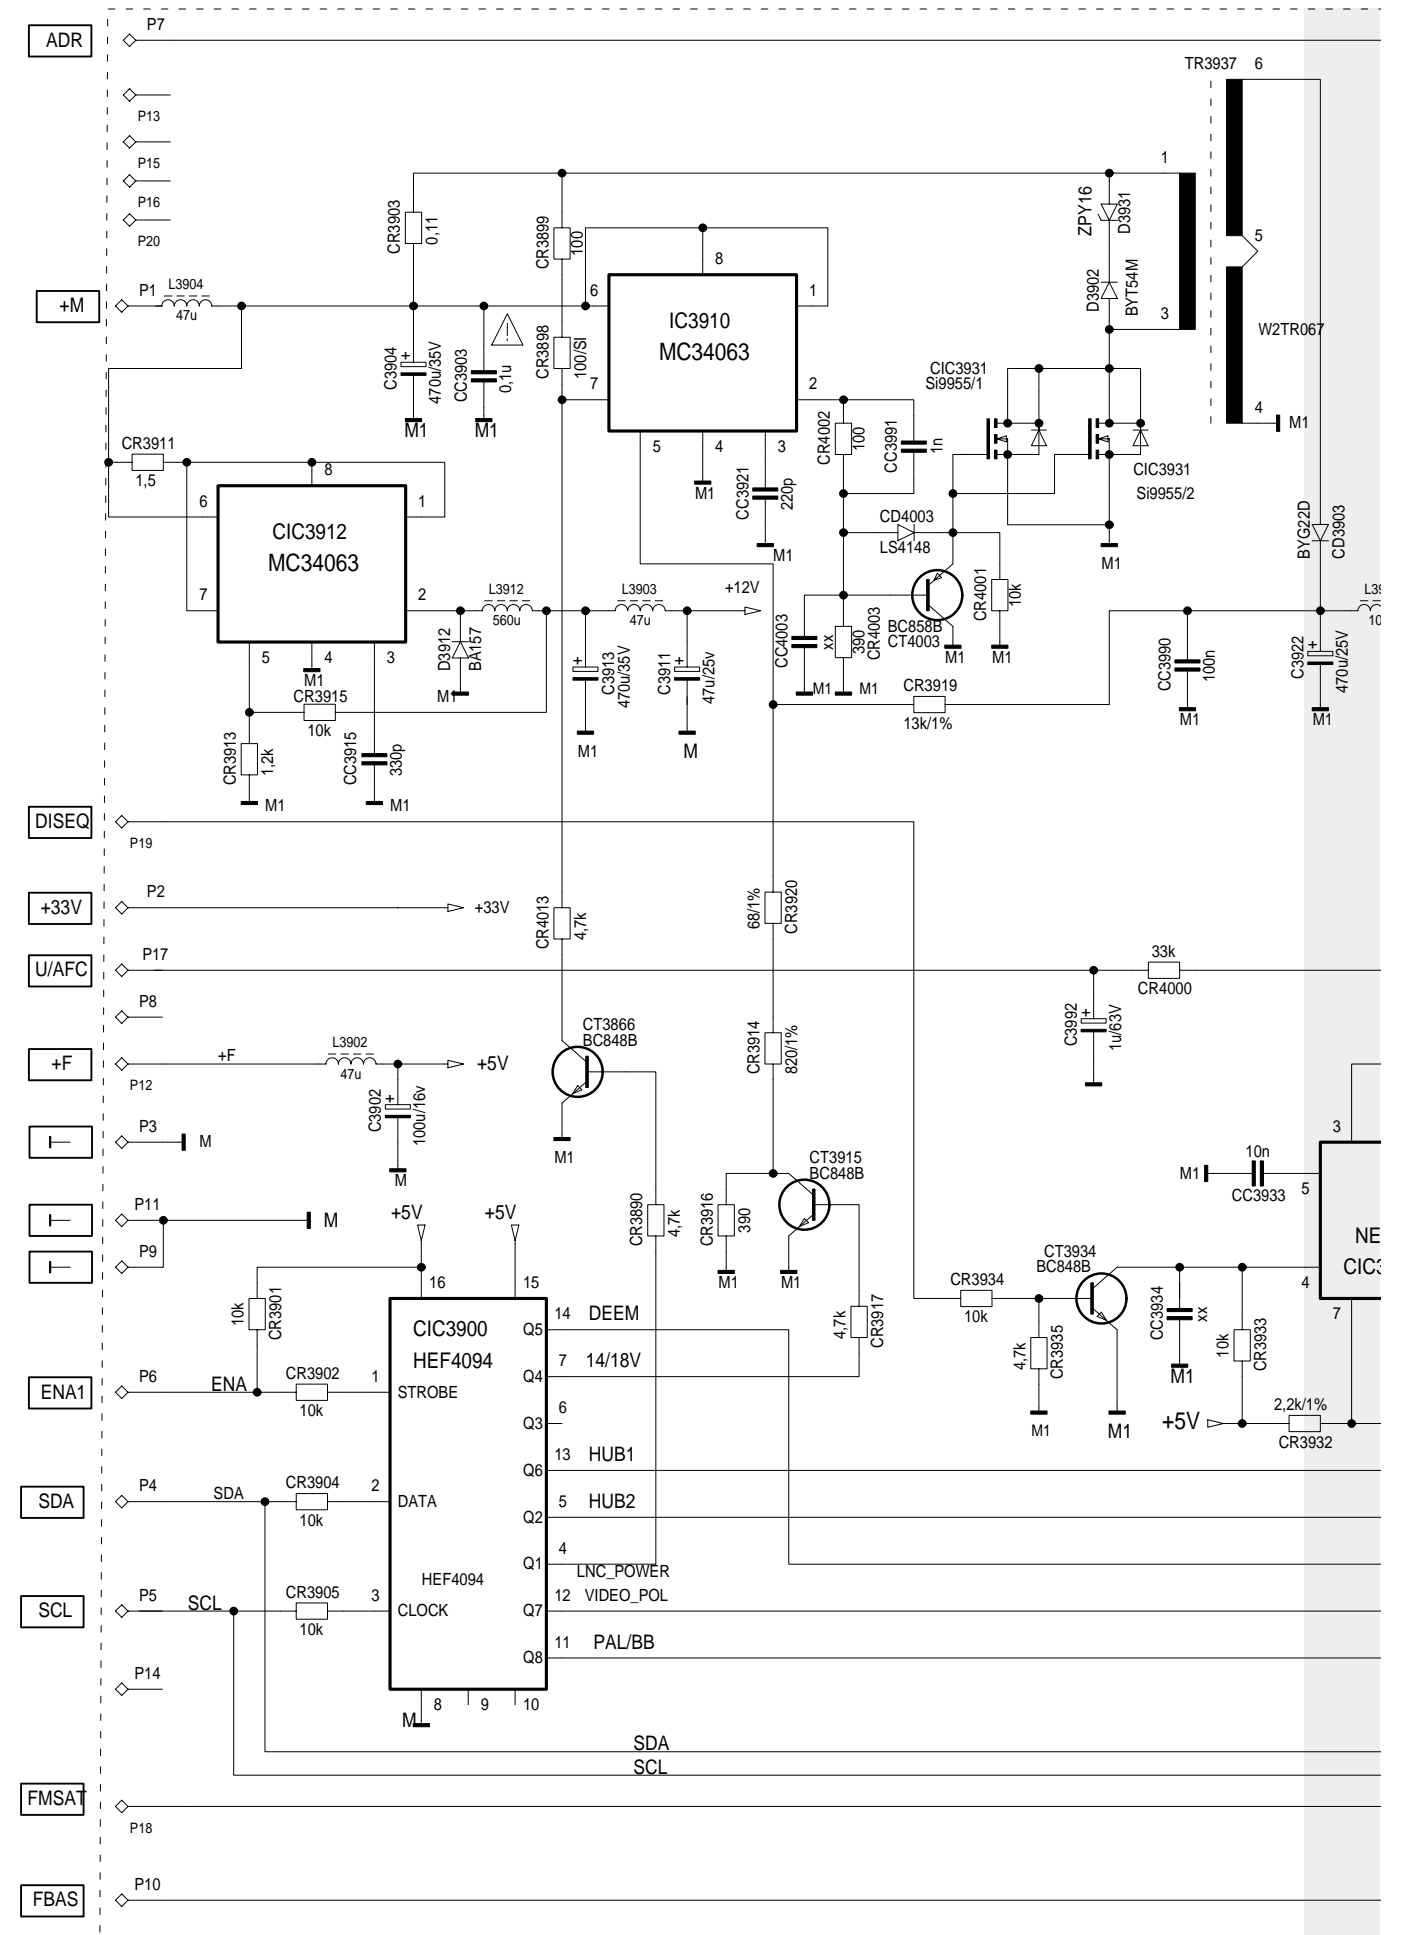 ADR
P7
P13
P15
P16
P20
TR3937
6
1
5
3
4
W2TR067
M1
ZPY16
D3931
D3902
BYT54M
CR3903
0,11
CR3899
100
CR3898
100/SI
+M
P1
L3904
47u
C3904
+
470u/35V
M1
CC3903
0,1u
M1
6
8
1
IC3910
MC34063
7
2
5
4
3
M1
CC3921
220p
M1
CR4002
100
CC3991
1n
CIC3931
Si9955/1
CIC3931
Si9955/2
M1
CD4003
LS4148
BC858B
CT4003
M1
CR4001
10k
M1
CC4003
xx
390
CR4003
M1
M1
BYG22D
CD3903
L39
10
CC3990
100n
M1
C3922
+
470u/25V
M1
CR3919
13k/1%
CR3911
1,5
6
8
1
CIC3912
MC34063
7
2
5
4
3
M1
L3912
560u
L3903
47u
+12V
D3912
BA157
M1
C3913
+
470u/35V
M1
C3911
+
47u/25v
M
CR3915
10k
CR3913
1,2k
M1
CC3915
330p
M1
DISEQ
P19
+33V
P2
+33V
CR4013
4,7k
68/1%
CR3920
U/AFC
P17
33k
CR4000
P8
C3992
+
1u/63V
+F
P12
+F
L3902
47u
+5V
C3902
+
100u/16v
M
CT3866
BC848B
M1
CR3914
820/1%
P3
M
P11
M
P9
+5V
+5V
CR3890
4,7k
CT3915
BC848B
CR3916
390
M1
M1
4,7k
CR3917
3
10n
M1
CC3933
5
NE
CIC3
4
7
CT3934
BC848B
CR3934
10k
4,7k
CR3935
M1
M1
CC3934
xx
M1
10k
CR3933
+5V
2,2k/1%
CR3932
10k
CR3901
16
15
CIC3900
HEF4094
Q5
14
DEEM
Q4
7
14/18V
Q3
6
Q6
13
HUB1
Q2
5
HUB2
Q1
4
LNC_POWER
Q7
12
VIDEO_POL
Q8
11
PAL/BB
ENA1
P6
ENA
CR3902
10k
1
STROBE
SDA
P4
SDA
CR3904
10k
2
DATA
HEF4094
SCL
P5
SCL
CR3905
10k
3
CLOCK
P14
M
8
9
10
SDA
SCL
FMSAT
P18
FBAS
P10